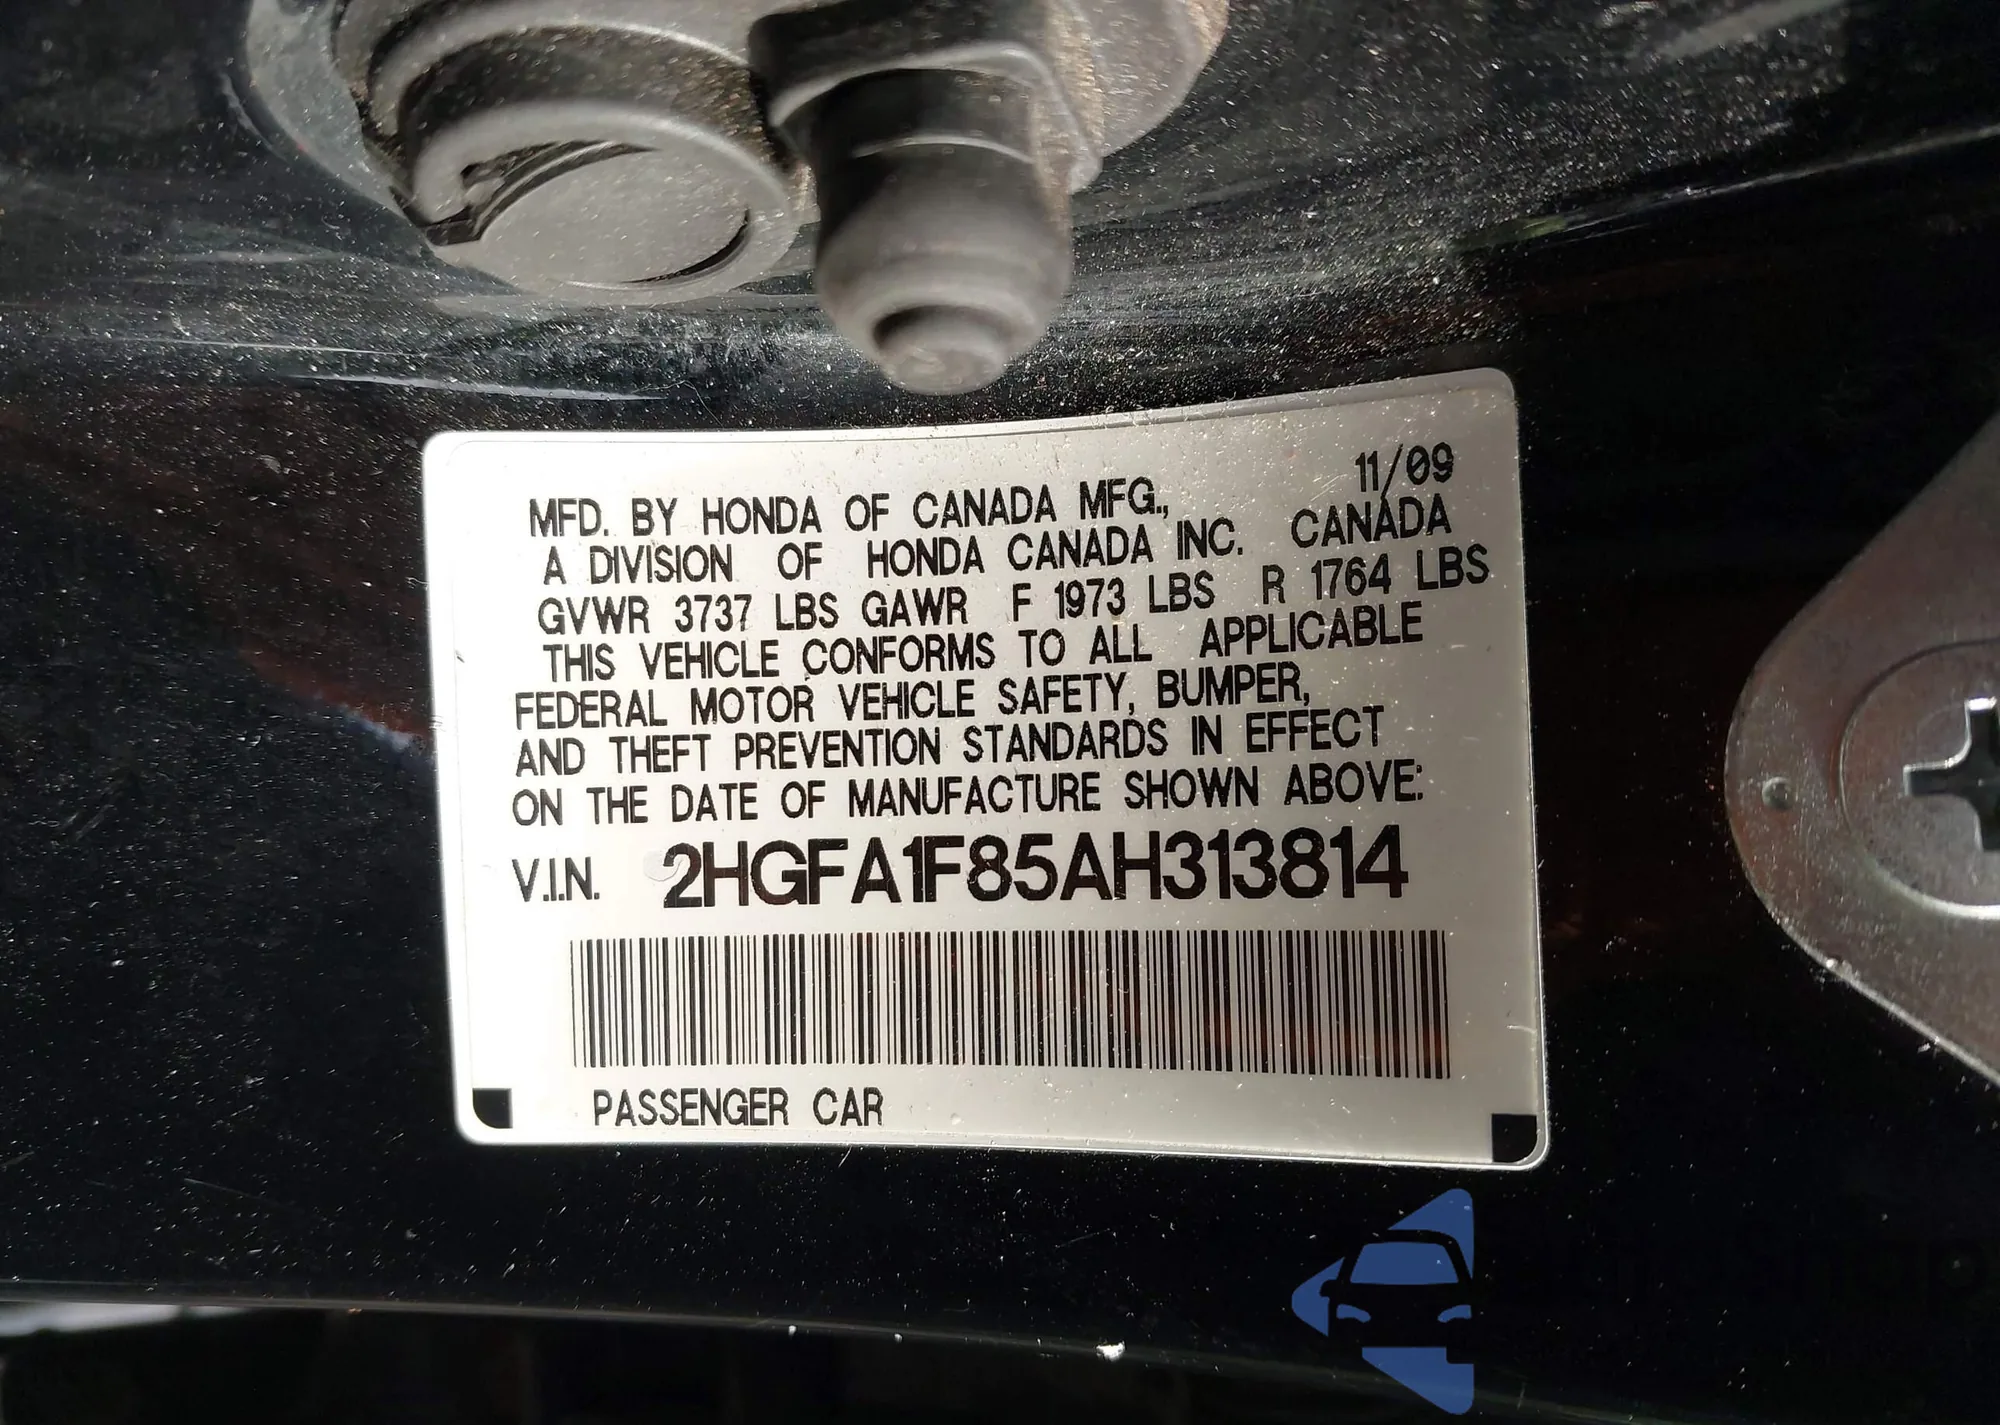 11/09
MFD. BY HONDA OF CANADA MFG.,
A DIVISION OF HONDA CANADA INC. CANADA
GVWR 3737 LBS GAWR F 1973 LBS R 1764 LBS
THIS VEHICLE CONFORMS TO ALL APPLICABLE
FEDERAL MOTOR VEHICLE SAFETY, BUMPER,
AND THEFT PREVENTION STANDARDS IN EFFECT
ON THE DATE OF MANUFACTURE SHOWN ABOVE:
V.I.N. 2HGFA1F85AH313814
PASSENGER CAR